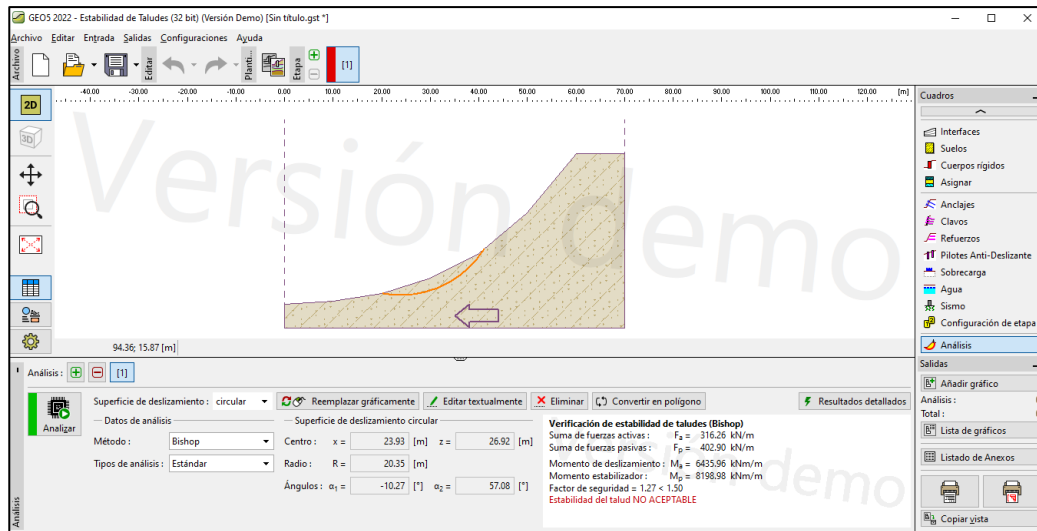 GEO5 2022 - Estabilidad de Taludes (32 bit) (Versión Demo) [Sin título.gst *]
Archivo Editar Entrada Salidas Configuraciones Ayuda
Archivo
Editar
Planti...
Etapa
[1]
2D
3D
-40.00 -30.00 -20.00 -10.00 0.00 10.00 20.00 30.00 40.00 50.00 60.00 70.00 80.00 90.00 100.00 110.00 120.00 [m]
Versión demo
94.36; 15.87 [m]
Cuadros
Interfaces
Suelos
Cuerpos rígidos
Asignar
Anclajes
Clavos
Refuerzos
Pilotes Anti-Deslizante
Sobrecarga
Agua
Sismo
Configuración de etapa
Análisis
Salidas
Añadir gráfico
Análisis :
Total :
Lista de gráficos
Listado de Anexos
Copiar vista
Análisis
Análisis : [1]
Analizar
Superficie de deslizamiento : circular Reemplazar gráficamente Editar textualmente Eliminar Convertir en polígono Resultados detallados
Datos de análisis
Método : Bishop
Tipos de análisis : Estándar
Superficie de deslizamiento circular
Centro : x = 23.93 [m] z = 26.92 [m]
Radio : R = 20.35 [m]
Ángulos : α1 = -10.27 [°] α2 = 57.08 [°]
Verificación de estabilidad de taludes (Bishop)
Suma de fuerzas activas : Fa = 316.26 kN/m
Suma de fuerzas pasivas : Fp = 402.90 kN/m
Momento de deslizamiento : Ma = 6435.96 kNm/m
Momento estabilizador : Mp = 8198.98 kNm/m
Factor de seguridad = 1.27 < 1.50
Estabilidad del talud NO ACEPTABLE
Versión demo